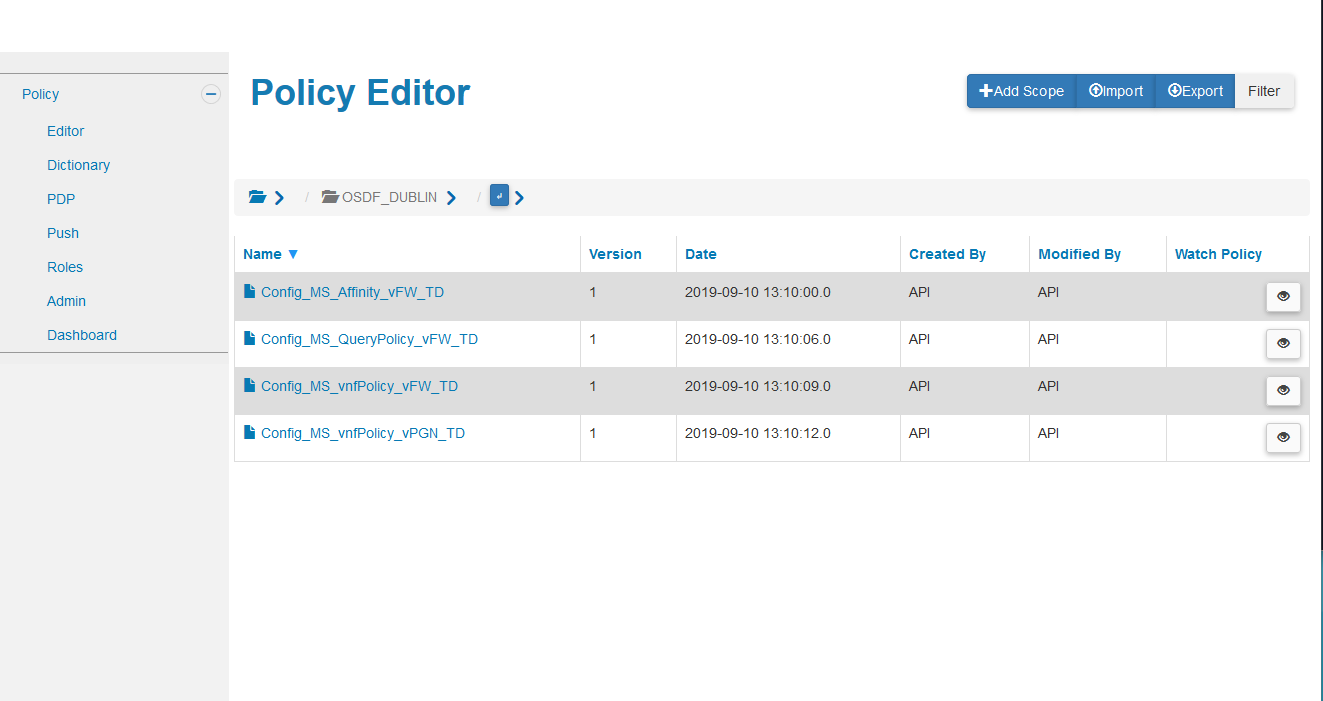 Policy
Editor
Dictionary
PDP
Push
Roles
Admin
Dashboard
Policy Editor
Add Scope Import Export Filter
/ OSDF_DUBLIN /
Name ▼ Version Date Created By Modified By Watch Policy
Config_MS_Affinity_vFW_TD 1 2019-09-10 13:10:00.0 API API
Config_MS_QueryPolicy_vFW_TD 1 2019-09-10 13:10:06.0 API API
Config_MS_vnfPolicy_vFW_TD 1 2019-09-10 13:10:09.0 API API
Config_MS_vnfPolicy_vPGN_TD 1 2019-09-10 13:10:12.0 API API